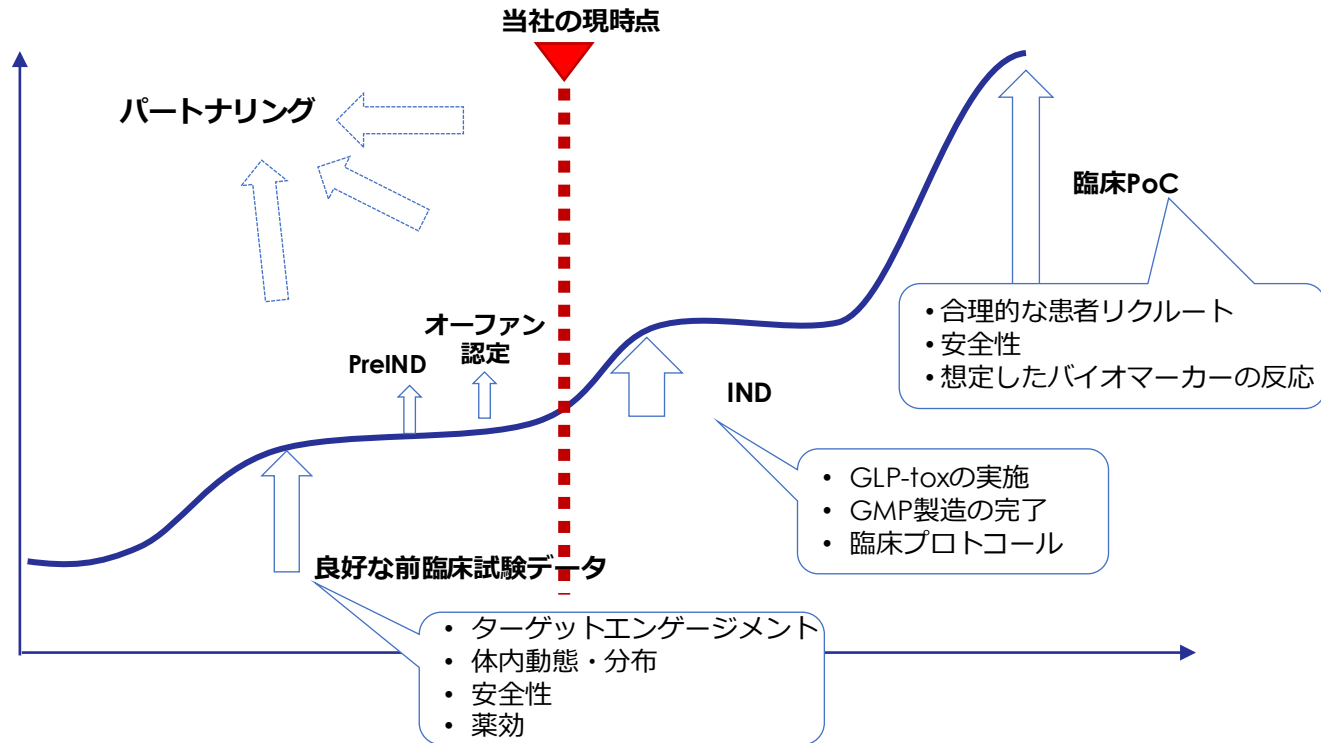 当社の現時点
パートナリング
臨床PoC
・合理的な患者リクルート
・安全性
・想定したバイオマーカーの反応
オーファン
認定
PreIND
IND
• GLP-toxの実施
• GMP製造の完了
• 臨床プロトコール
良好な前臨床試験データ
• ターゲットエンゲージメント
• 体内動態・分布
• 安全性
• 薬効